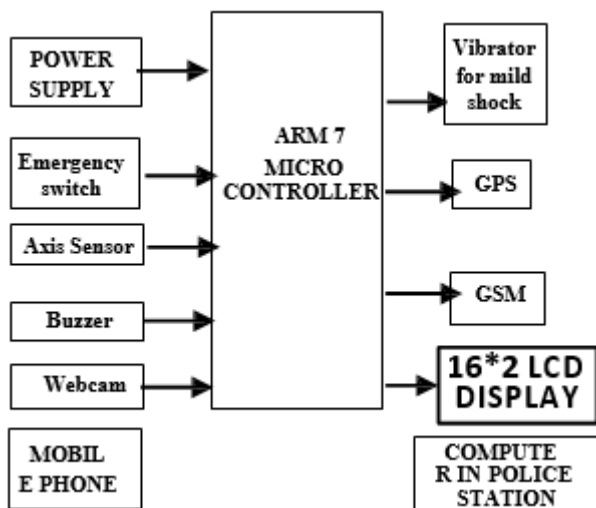 POWER
SUPPLY
Emergency
switch
Axis Sensor
Buzzer
Webcam
MOBIL
E PHONE
ARM 7
MICRO
CONTROLLER
Vibrator
for mild
shock
GPS
GSM
16*2 LCD
DISPLAY
COMPUTE
R IN POLICE
STATION